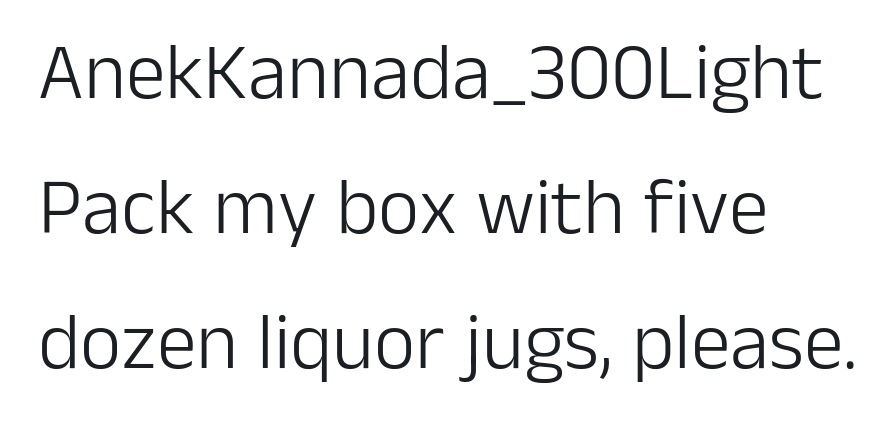 AnekKannada_300Light
Pack my box with five
dozen liquor jugs, please.